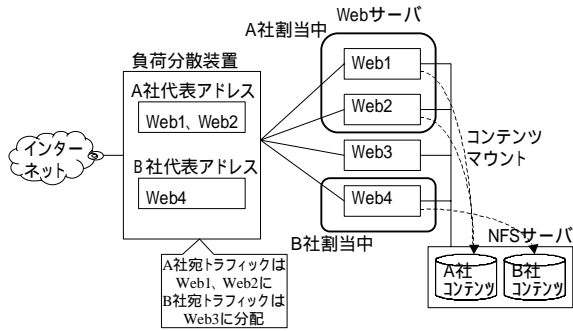 Webサーバ
A社割当中
負荷分散装置
A社代表アドレス
Web1、Web2
B社代表アドレス
Web4
インター
ネット
Web1
Web2
Web3
Web4
B社割当中
コンテンツ
マウント
NFSサーバ
A社
コンテンツ
B社
コンテンツ
A社宛トラフィックは
Web1、Web2に
B社宛トラフィックは
Web3に分配